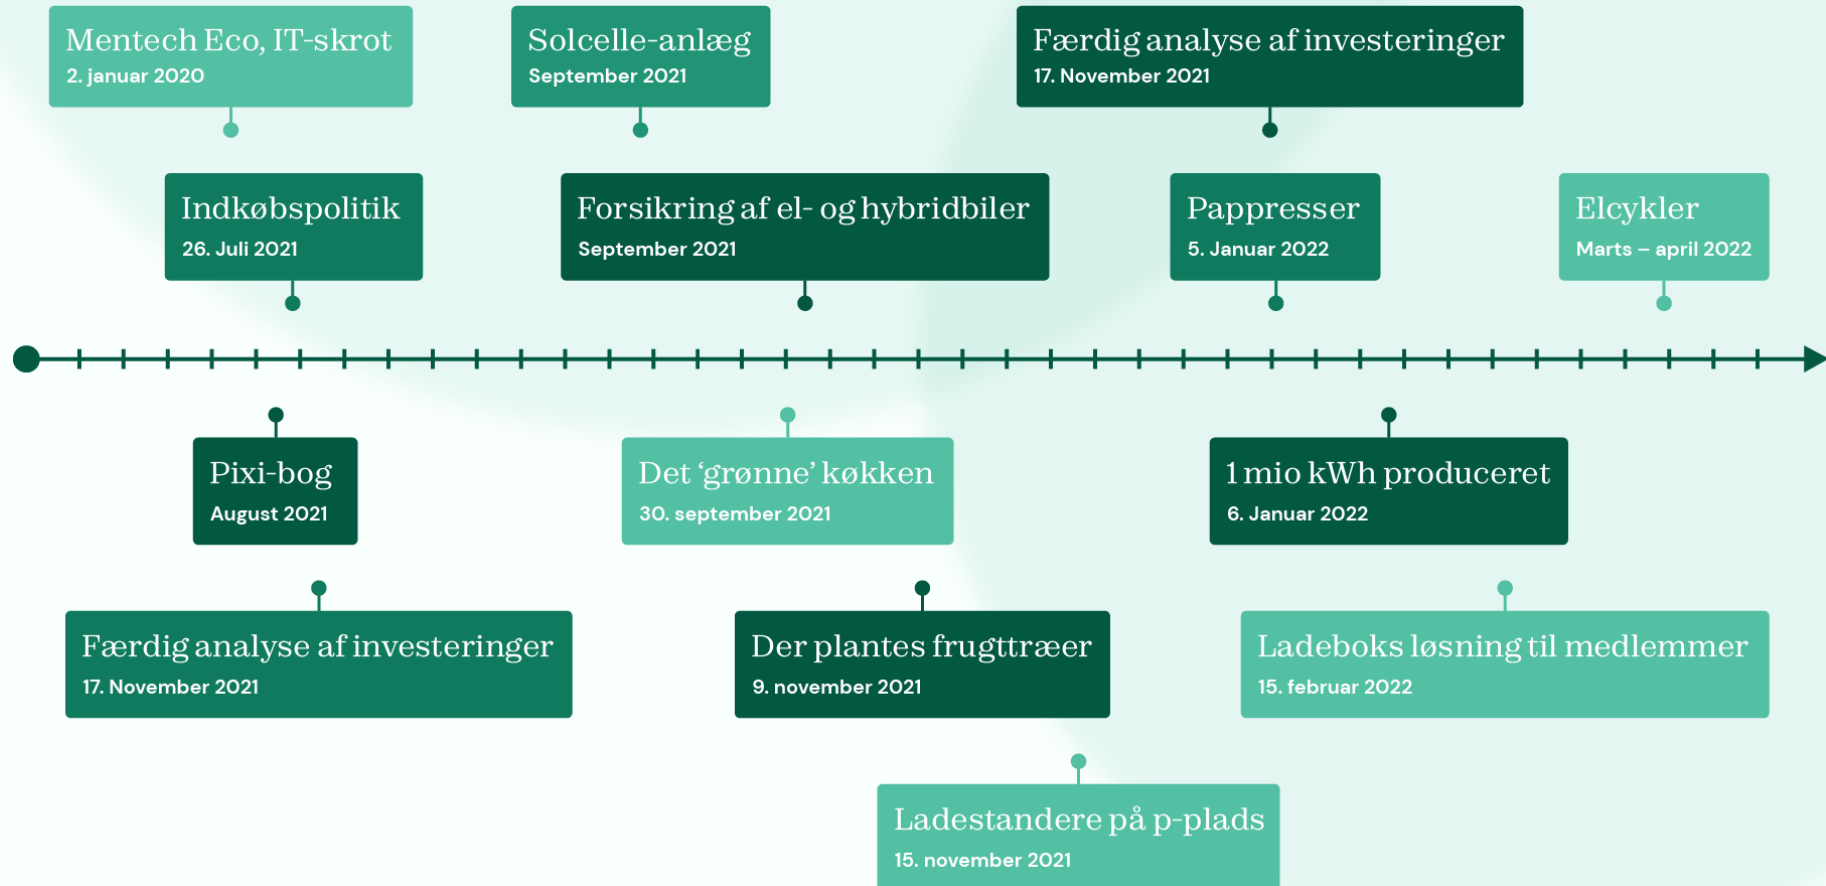 Mentech Eco, IT-skrot
2. januar 2020
Solcelle-anlæg
September 2021
Færdig analyse af investeringer
17. November 2021
Indkøbspolitik
26. Juli 2021
Forsikring af el- og hybridbiler
September 2021
Pappresser
5. Januar 2022
Elcykler
Marts – april 2022
Pixi-bog
August 2021
Det ‘grønne’ køkken
30. september 2021
1 mio kWh produceret
6. Januar 2022
Færdig analyse af investeringer
17. November 2021
Der plantes frugttræer
9. november 2021
Ladeboks løsning til medlemmer
15. februar 2022
Ladestandere på p-plads
15. november 2021